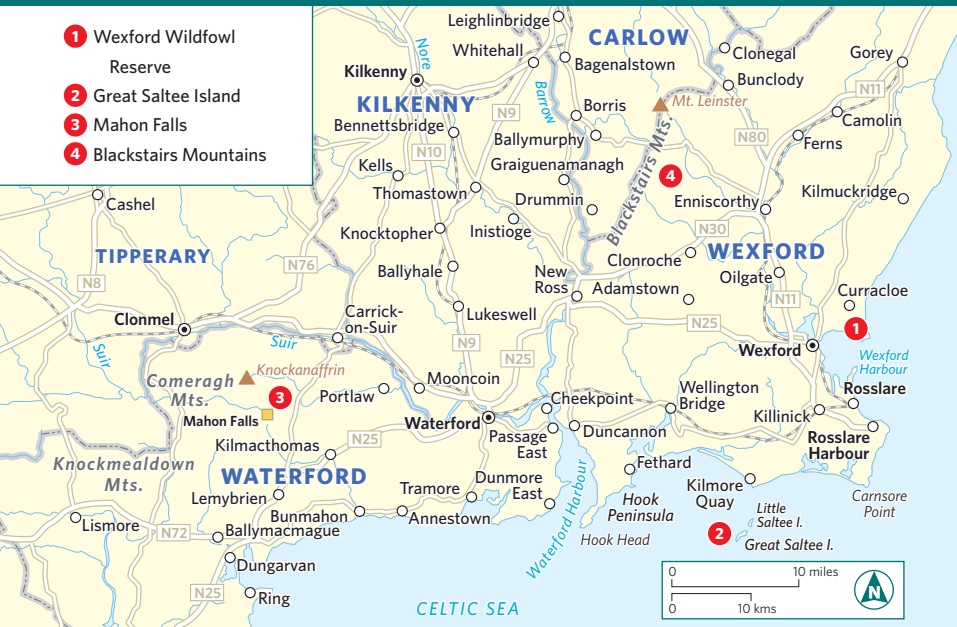 1 Wexford Wildfowl
Reserve
2 Great Saltee Island
3 Mahon Falls
4 Blackstairs Mountains
Leighlinbridge
CARLOW
Whitehall
Nore
Clonegal
Gorey
Bagenalstown
Kilkenny
Bunclody
Barrow
N11
KILKENNY
Borris
Mt. Leinster
N9
Camolin
Bennettsbridge
Ballymurphy
N80
Ferns
N10
Kells
Graiguenamanagh
Blackstairs Mts.
4
Thomastown
Drummin
Enniscorthy
Kilmuckridge
Cashel
Inistioge
N30
Knocktopher
TIPPERARY
WEXFORD
Clonroche
N76
Ballyhale
New
Ross
Oilgate
N8
Adamstown
Curracloe
N11
Carrick-
on-Suir
Lukeswell
Clonmel
N25
1
Suir
Suir
N9
Wexford
Wexford
Harbour
N25
Knockanaffrin
Comeragh
Mts.
Mooncoin
Rosslare
3
Portlaw
Wellington
Bridge
Cheekpoint
Mahon Falls
Waterford
Killinick
Passage
East
Duncannon
Rosslare
Harbour
Kilmacthomas
N25
Knockmealdown
Mts.
Fethard
WATERFORD
Dunmore
East
Kilmore
Quay
Tramore
Waterford Harbour
Lemybrien
Hook
Peninsula
Carnsore
Point
Little
Saltee I.
Bunmahon
Annestown
Lismore
N72
Ballymacmague
Hook Head
2
Great Saltee I.
Dungarvan
N25
Ring
CELTIC SEA
0 10 miles
0 10 kms
N